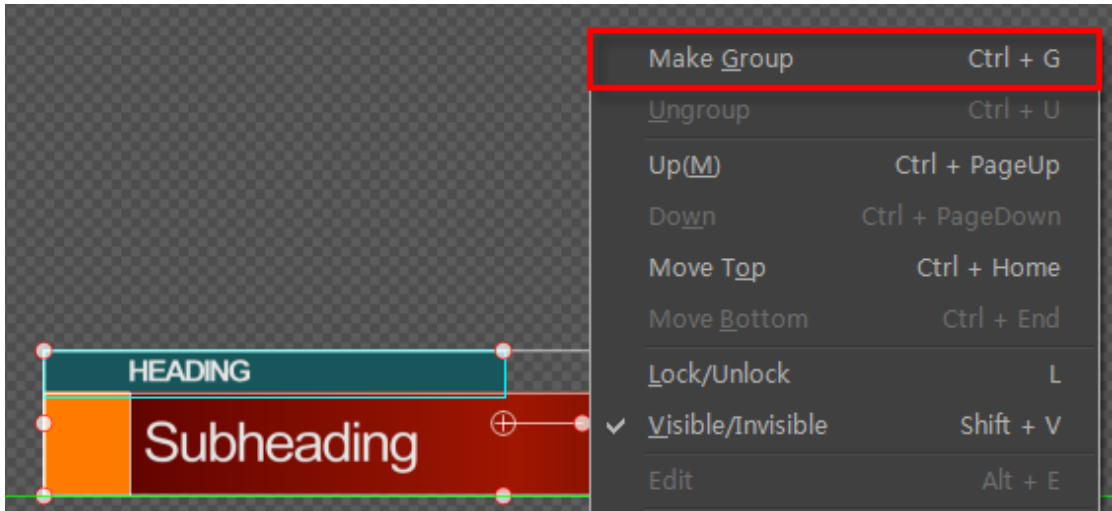 Make Group Ctrl + G
Ungroup Ctrl + U
Up(M) Ctrl + PageUp
Down Ctrl + PageDown
Move Top Ctrl + Home
Move Bottom Ctrl + End
Lock/Unlock L
Visible/Invisible Shift + V
Edit Alt + E
HEADING
Subheading